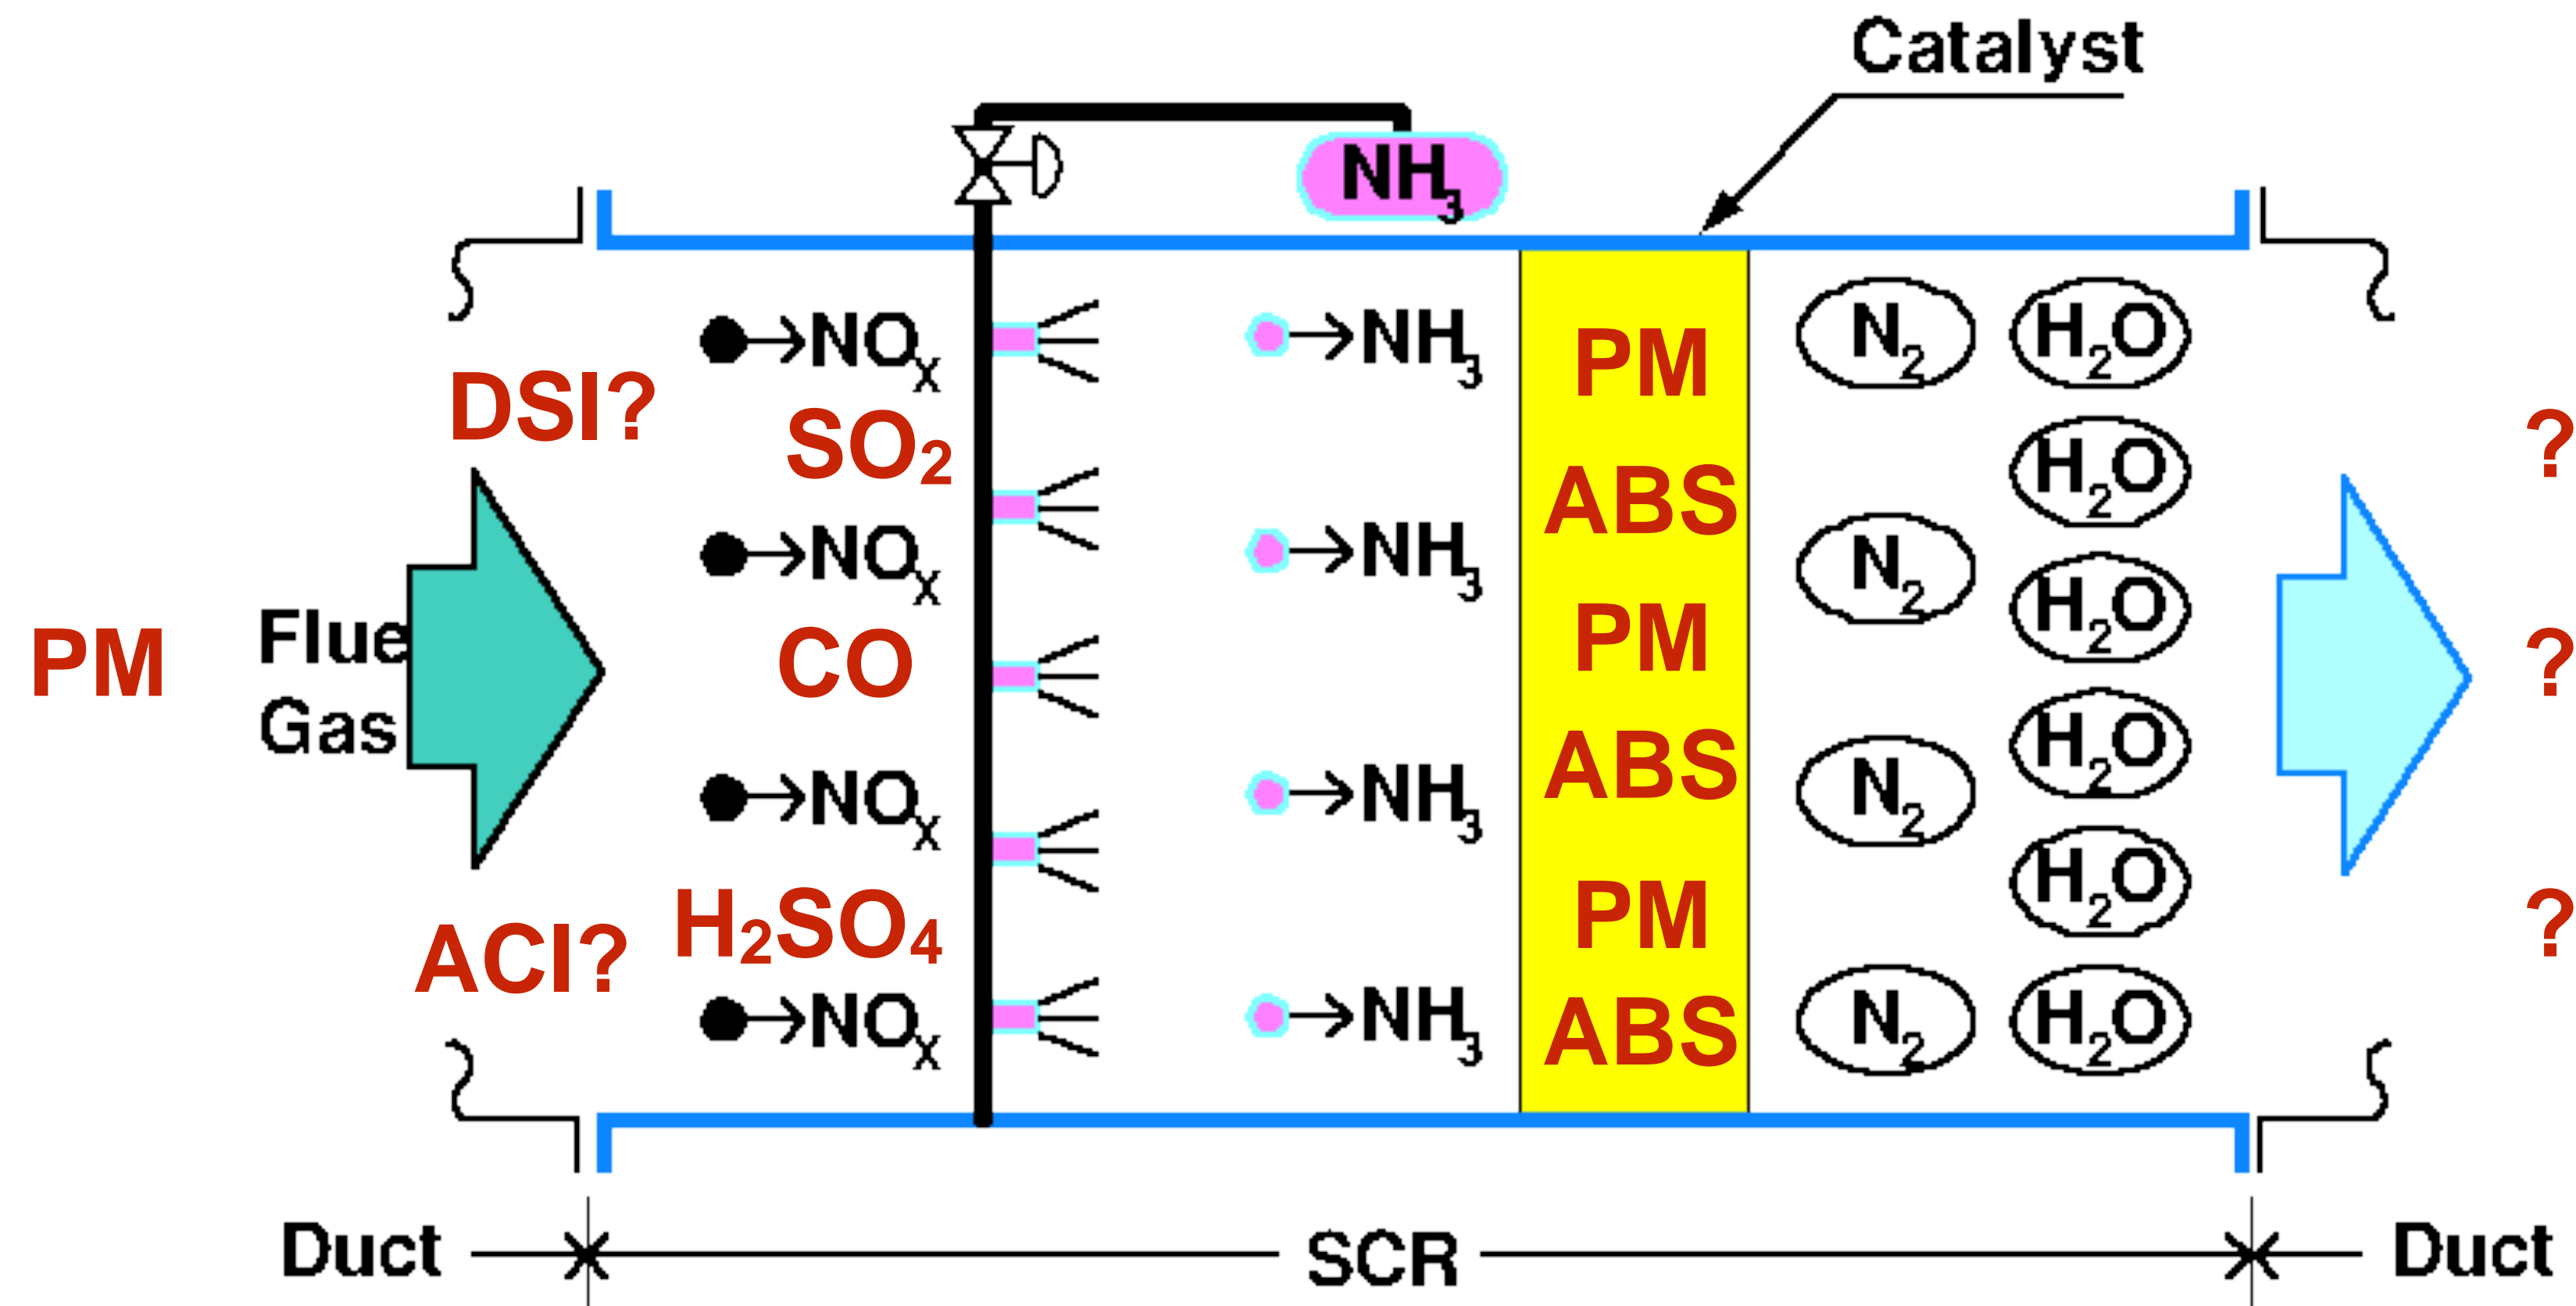 Catalyst
NH₃
NOₓ NH₃ PM N₂ H₂O
DSI? SO₂ ?
ABS H₂O
NOₓ NH₃ N₂
PM Flue CO PM H₂O ?
Gas
ABS H₂O
NOₓ NH₃ N₂
H₂SO₄ PM H₂O ?
ACI?
NOₓ NH₃ ABS N₂ H₂O
Duct SCR Duct